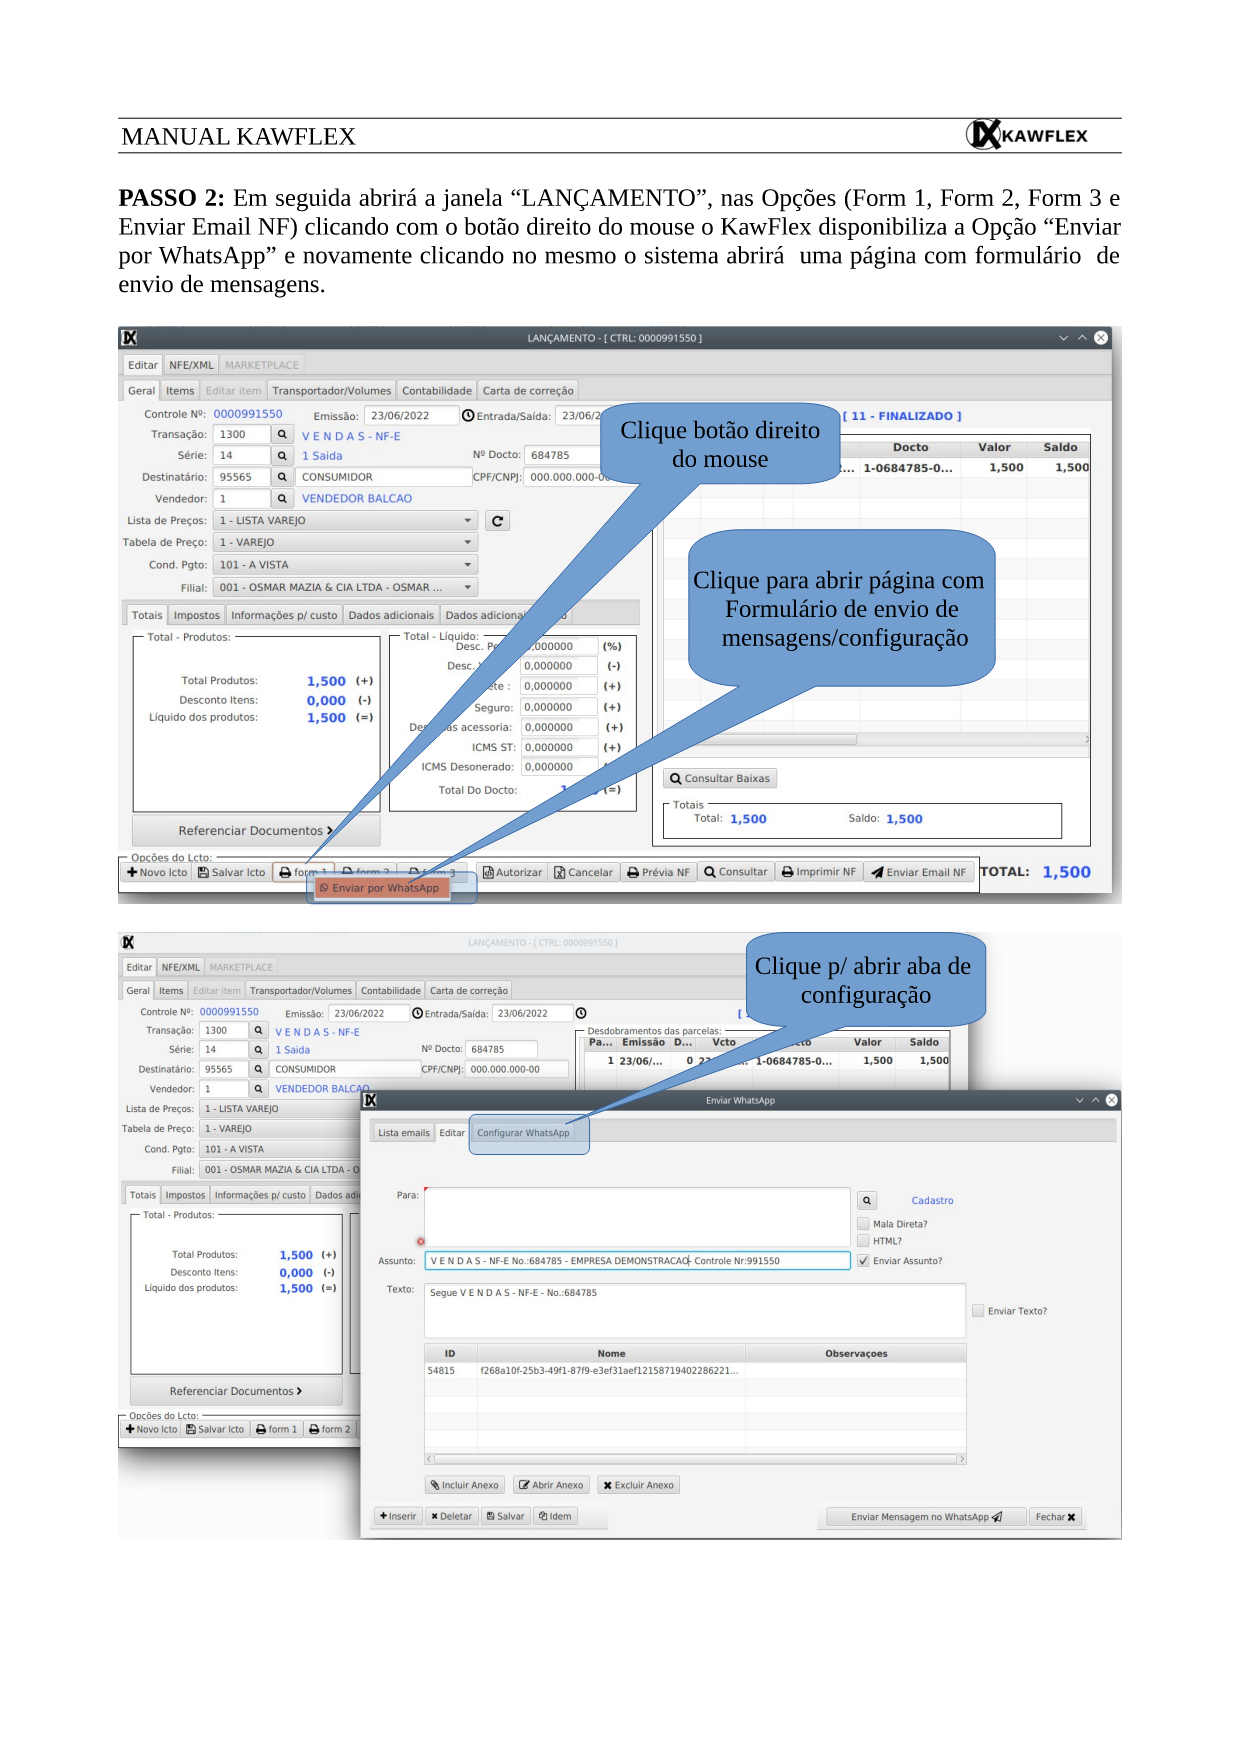 MANUAL KAWFLEX
KAWFLEX
PASSO 2: Em seguida abrirá a janela “LANÇAMENTO”, nas Opções (Form 1, Form 2, Form 3 e
Enviar Email NF) clicando com o botão direito do mouse o KawFlex disponibiliza a Opção “Enviar
por WhatsApp” e novamente clicando no mesmo o sistema abrirá uma página com formulário de
envio de mensagens.
LANÇAMENTO - [ CTRL: 0000991550 ]
Editar NFE/XML MARKETPLACE
Geral Items Editar item Transportador/Volumes Contabilidade Carta de correção
Controle Nº: 0000991550 Emissão: 23/06/2022 Entrada/Saída: 23/06/2 [ 11 - FINALIZADO ]
Clique botão direito
do mouse
Transação: 1300 V E N D A S - NF-E
Docto Valor Saldo
Série: 14 1 Saida Nº Docto: 684785
1-0684785-0... 1,500 1,500
Destinatário: 95565 CONSUMIDOR CPF/CNPJ: 000.000.000-0
Vendedor: 1 VENDEDOR BALCAO
Lista de Preços: 1 - LISTA VAREJO
Tabela de Preço: 1 - VAREJO
Cond. Pgto: 101 - A VISTA
Filial: 001 - OSMAR MAZIA & CIA LTDA - OSMAR ...
Clique para abrir página com
Formulário de envio de
mensagens/configuração
Totais Impostos Informações p/ custo Dados adicionais Dados adiciona
Total - Produtos: Total - Líquido:
Desc. P ,000000 (%)
Desc. 0,000000 (-)
Total Produtos: 1,500 (+) ete : 0,000000 (+)
Desconto Itens: 0,000 (-) Seguro: 0,000000 (+)
Líquido dos produtos: 1,500 (=) De as acessoria: 0,000000 (+)
ICMS ST: 0,000000 (+)
ICMS Desonerado: 0,000000
Total Do Docto: 1 (=)
Consultar Baixas
Totais
Total: 1,500 Saldo: 1,500
Referenciar Documentos
Opções do Lcto:
Novo lcto Salvar lcto form 1 form 2 3 Autorizar Cancelar Prévia NF Consultar Imprimir NF Enviar Email NF TOTAL: 1,500
Enviar por WhatsApp
LANÇAMENTO - [ CTRL: 0000991550 ]
Clique p/ abrir aba de
configuração
Editar NFE/XML MARKETPLACE
Geral Items Editar item Transportador/Volumes Contabilidade Carta de correção
Controle Nº: 0000991550 Emissão: 23/06/2022 Entrada/Saída: 23/06/2022 [
Transação: 1300 V E N D A S - NF-E Desdobramentos das parcelas:
Pa... Emissão D... Vcto cto Valor Saldo
Série: 14 1 Saida Nº Docto: 684785
1 23/06/... 0 1-0684785-0... 1,500 1,500
Destinatário: 95565 CONSUMIDOR CPF/CNPJ: 000.000.000-00
Vendedor: 1 VENDEDOR BALCAO
Lista de Preços: 1 - LISTA VAREJO
Tabela de Preço: 1 - VAREJO
Cond. Pgto: 101 - A VISTA
Filial: 001 - OSMAR MAZIA & CIA LTDA - O
Totais Impostos Informações p/ custo Dados adi
Total - Produtos:
Total Produtos: 1,500 (+)
Desconto Itens: 0,000 (-)
Líquido dos produtos: 1,500 (=)
Referenciar Documentos
Opções do Lcto:
Novo lcto Salvar lcto form 1 form 2
Enviar WhatsApp
Lista emails Editar Configurar WhatsApp
Para: Cadastro
Mala Direta?
HTML?
Assunto: V E N D A S - NF-E No.:684785 - EMPRESA DEMONSTRACAO- Controle Nr:991550 Enviar Assunto?
Texto: Segue V E N D A S - NF-E - No.:684785
Enviar Texto?
ID Nome Observaçoes
54815 f268a10f-25b3-49f1-87f9-e3ef31aef12158719402286221...
Incluir Anexo Abrir Anexo Excluir Anexo
Inserir Deletar Salvar Idem Enviar Mensagem no WhatsApp Fechar